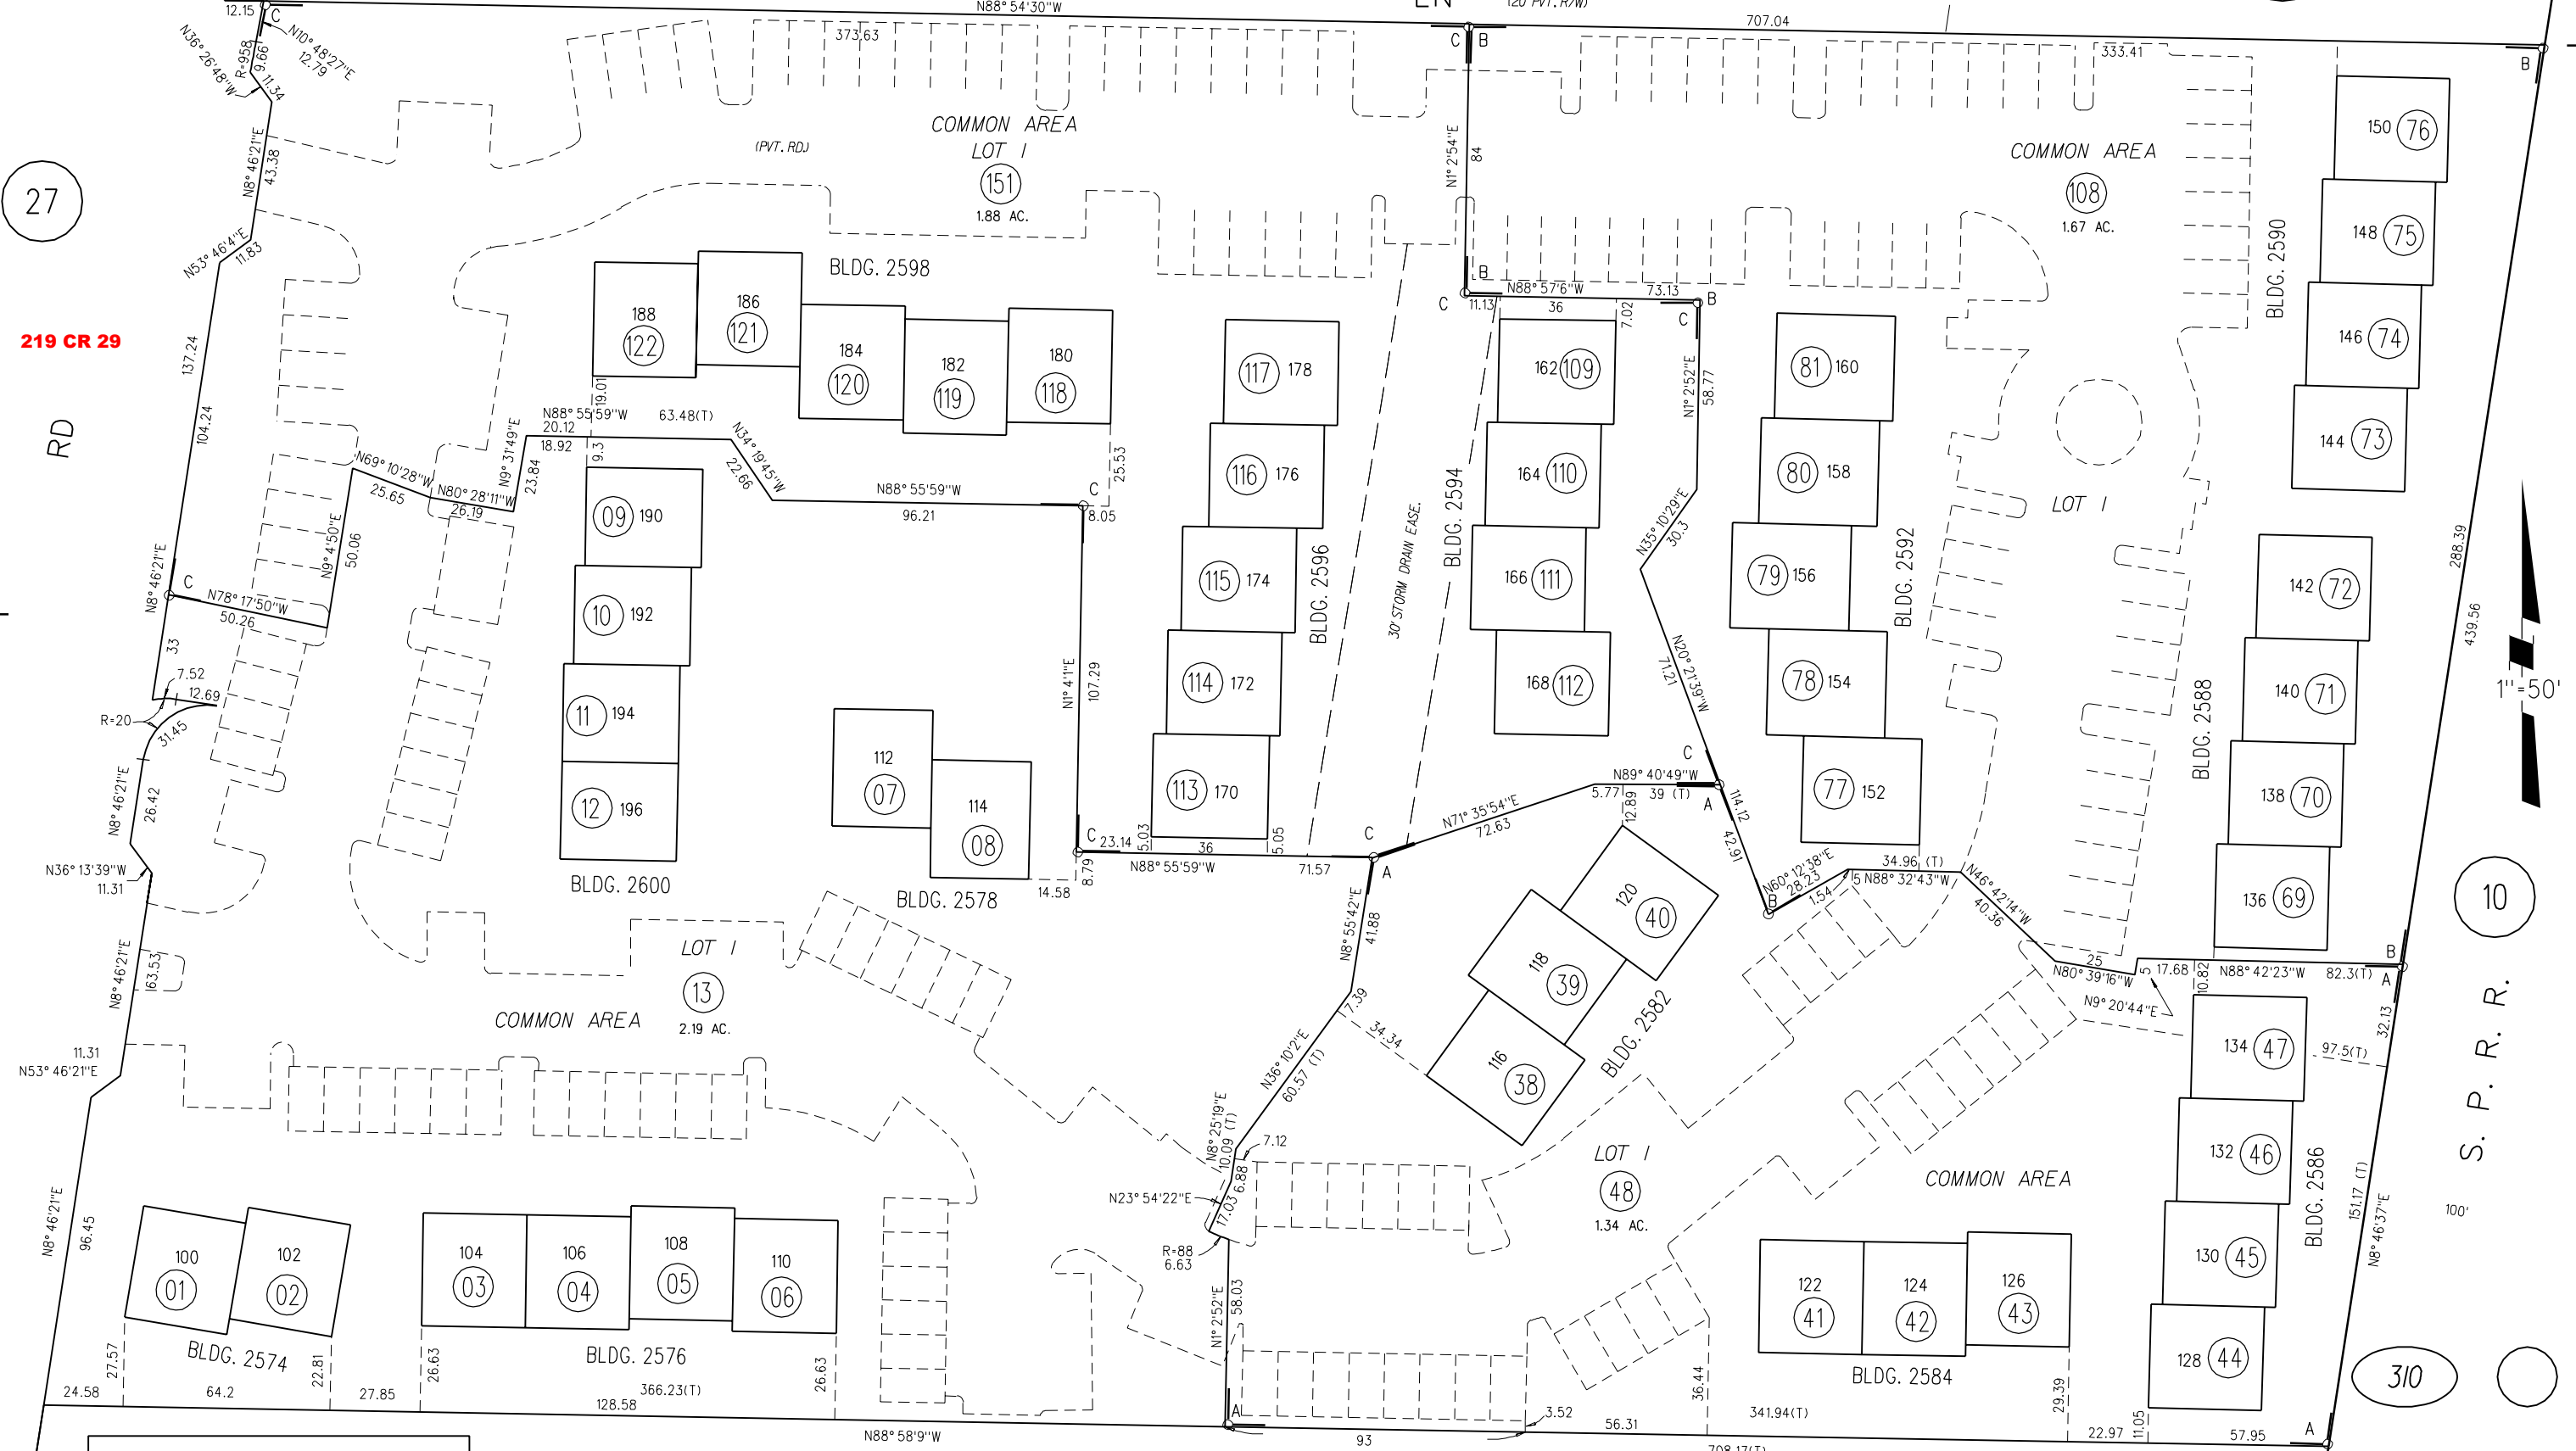 12.15
C
N88° 54'30"W
373.63
LN
(20 PVT. R/W)
707.04
333.41
B
C
B
N36° 26'48"W
R=958
9.66
N10° 48'27"E
12.79
11.34
N8° 46'21"E
43.38
N53° 46'4"E
11.83
27
219 CR 29
RD
137.24
104.24
COMMON AREA
LOT 1
151
1.88 AC.
(PVT. RD.)
N1° 2'54"E
84
COMMON AREA
108
1.67 AC.
150 76
148 75
146 74
144 73
BLDG. 2590
BLDG. 2598
188
122
186
121
184
120
182
119
180
118
19.01
N88° 55'59"W
63.48(T)
20.12
18.92
9.3
N34° 19'45"W
22.66
N88° 55'59"W
96.21
25.53
C
8.05
N9° 31'49"E
23.84
N69° 10'28"W
25.65
N80° 28'11"W
26.19
N9° 4'50"E
50.06
N8° 46'21"E
C
N78° 17'50"W
50.26
33
7.52
12.69
R=20
31.45
N8° 46'21"E
26.42
N36° 13'39"W
11.31
N8° 46'21"E
63.53
11.31
N53° 46'21"E
N8° 46'21"E
96.45
09 190
10 192
11 194
12 196
BLDG. 2600
112
07
114
08
BLDG. 2578
14.58
8.79
N1° 4'1"E
107.29
C
23.14
5.03
36
5.05
N88° 55'59"W
71.57
C
A
117 178
116 176
115 174
114 172
113 170
BLDG. 2596
30' STORM DRAIN EASE.
BLDG. 2594
B
C
11.13
N88° 57'6"W
36
73.13
7.02
B
C
162 109
164 110
166 111
168 112
N1° 2'52"E
58.77
N35° 10'29"E
30.3
N20° 21'39"W
71.21
C
A
N89° 40'49"W
5.77
39 (T)
12.89
N71° 35'54"E
72.63
114.12
42.91
81 160
80 158
79 156
78 154
77 152
BLDG. 2592
LOT 1
142 72
140 71
138 70
136 69
BLDG. 2588
288.39
439.56
1"=50'
10
S. P. R. R.
100'
B
N60° 12'38"E
28.23
1.54
5
34.96 (T)
N88° 32'43"W
N46° 42'14"W
40.36
25
N80° 39'16"W
5
17.68
10.82
N88° 42'23"W
82.3(T)
B
A
N9° 20'44"E
32.13
97.5(T)
151.17 (T)
N8° 46'37"E
LOT 1
13
2.19 AC.
COMMON AREA
N8° 55'42"E
41.88
7.39
34.34
N36° 10'2"E
60.57 (T)
N8° 25'19"E
10.09 (T)
7.12
6.88
N23° 54'22"E
17.03
R=88
6.63
N1° 2'52"E
58.03
120
40
118
39
116
38
BLDG. 2582
LOT 1
48
1.34 AC.
COMMON AREA
134 47
132 46
130 45
128 44
BLDG. 2586
100
01
102
02
BLDG. 2574
104
03
106
04
108
05
110
06
BLDG. 2576
122
41
124
42
126
43
BLDG. 2584
310
27.57
22.81
26.63
26.63
24.58
64.2
27.85
366.23(T)
128.58
N88° 58'9"W
A
93
3.52
56.31
36.44
341.94(T)
708.17(T)
29.39
22.97
11.05
57.95
A